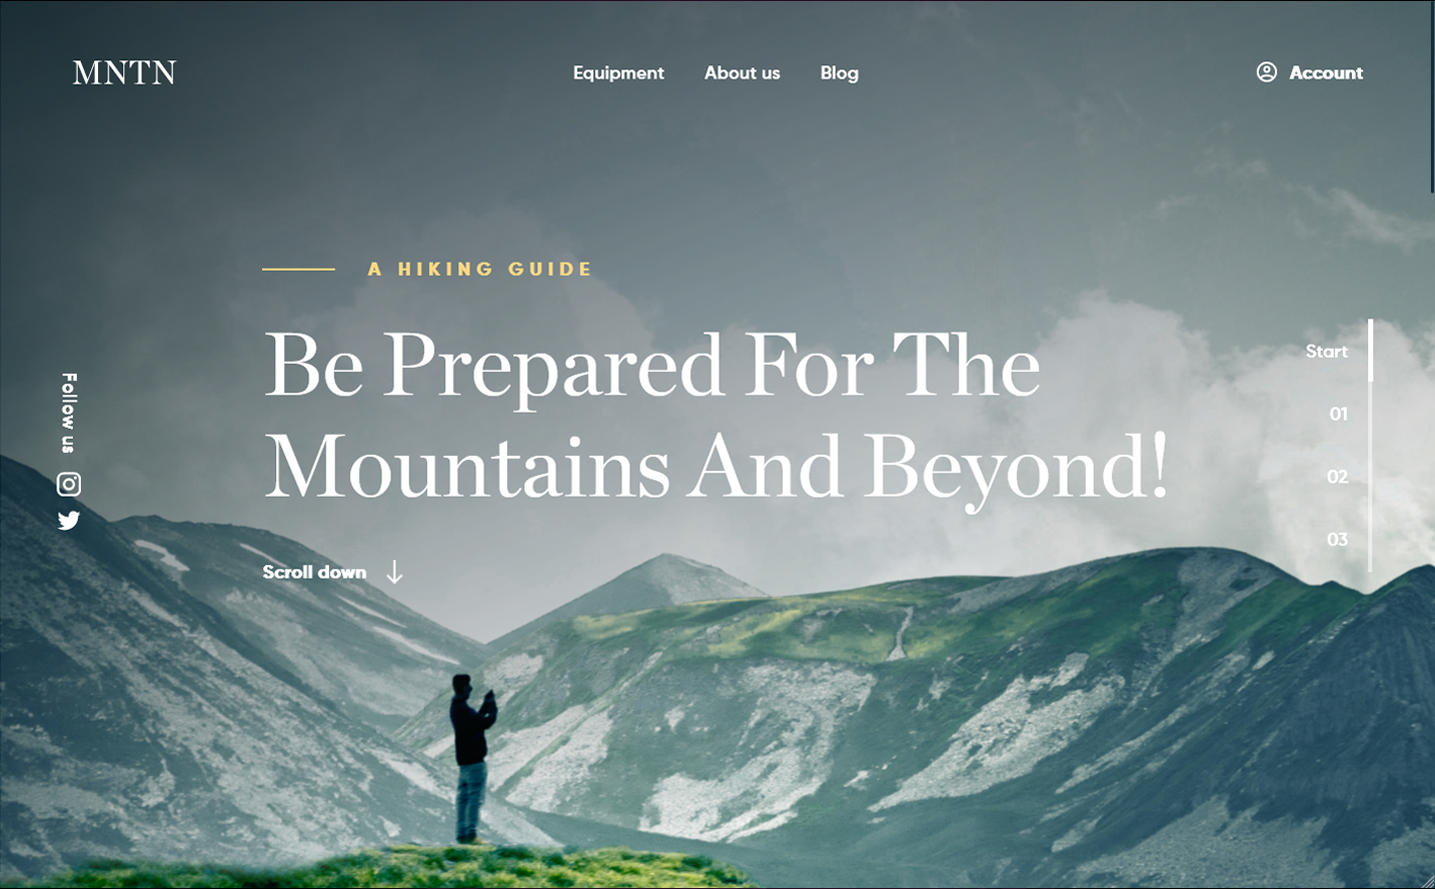 MNTN
Equipment
About us
Blog
Account
A HIKING GUIDE
Be Prepared For The
Mountains And Beyond!
Scroll down
Follow us
Start
01
02
03